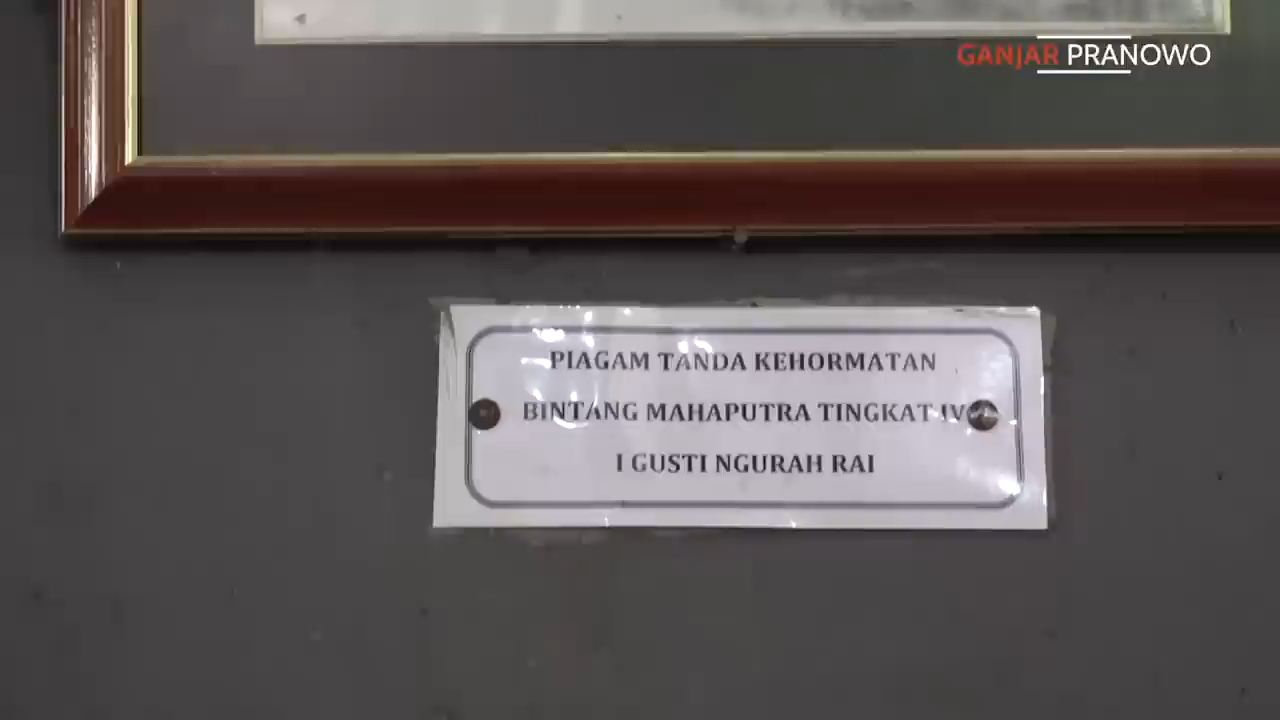 GANJAR PRANOWO
PIAGAM TANDA KEHORMATAN
BINTANG MAHAPUTRA TINGKAT IV
I GUSTI NGURAH RAI